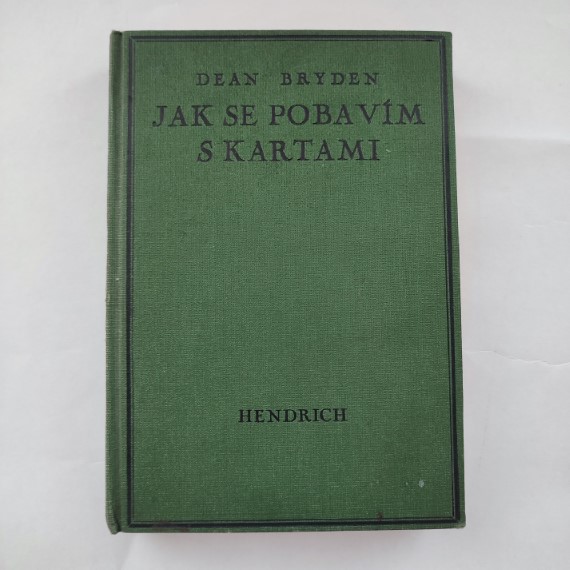 DEAN BRYDEN
JAK SE POBAVÍM
S KARTAMI
HENDRICH